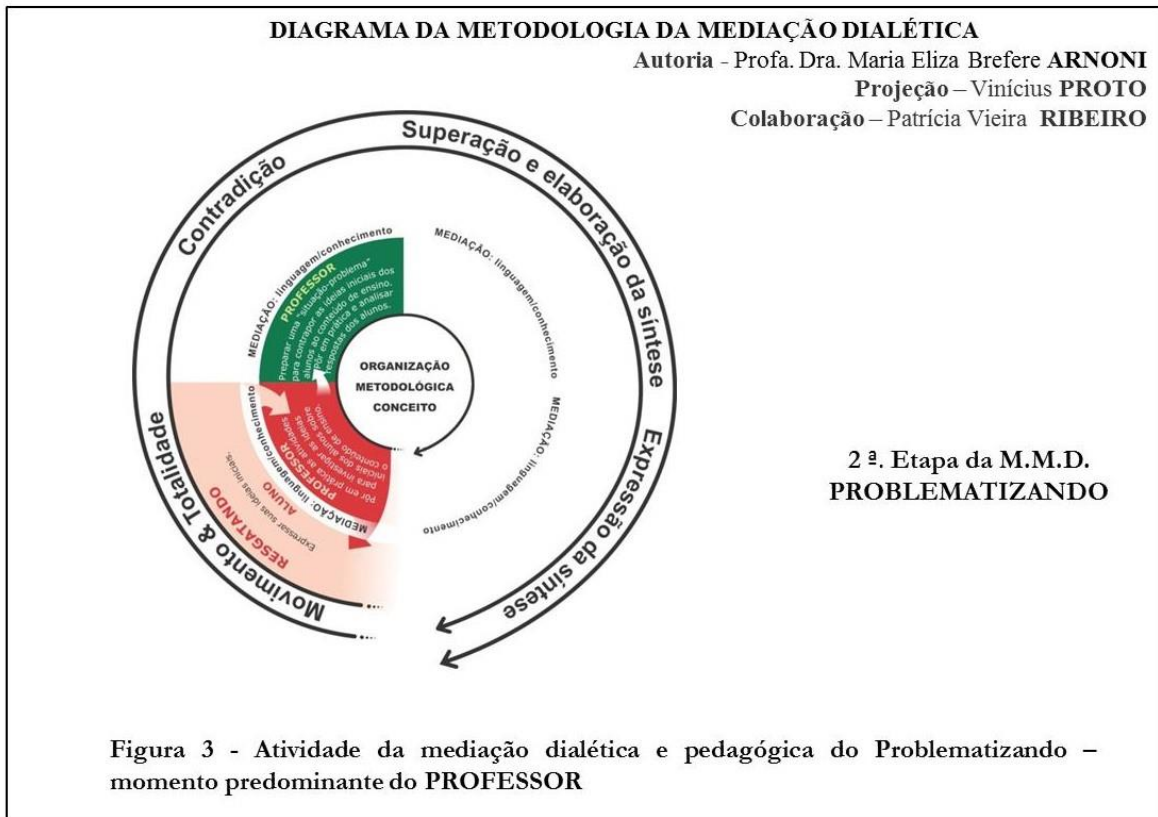 DIAGRAMA DA METODOLOGIA DA MEDIAÇÃO DIALÉTICA
Autoria - Profa. Dra. Maria Eliza Brefere ARNONI
Projeção – Vinícius PROTO
Colaboração – Patrícia Vieira RIBEIRO
Contradição
Superação e elaboração da síntese
Expressão da síntese
Movimento & Totalidade
MEDIAÇÃO: linguagem/conhecimento
PROFESSOR
Preparar uma "situação-problema"
para contrapor as ideias iniciais dos
alunos ao conteúdo de ensino.
Pôr em prática e analisar
respostas dos alunos.
MEDIAÇÃO: linguagem/conhecimento
MEDIAÇÃO: linguagem/conhecimento
ORGANIZAÇÃO
METODOLÓGICA
CONCEITO
PROFESSOR
Pôr em prática as atividades
para investigar as ideias
iniciais dos alunos sobre
o conteúdo de ensino.
MEDIAÇÃO: linguagem/conhecimento
ALUNO
Expressar suas ideias iniciais.
RESGATANDO
2 ª. Etapa da M.M.D.
PROBLEMATIZANDO
Figura 3 - Atividade da mediação dialética e pedagógica do Problematizando –
momento predominante do PROFESSOR